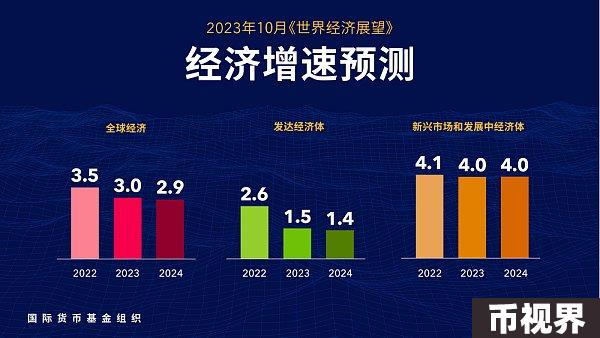 2023年10月《世界经济展望》
经济增速预测
全球经济
发达经济体
新兴市场和发展中经济体
3.5 3.0 2.9
2.6 1.5 1.4
4.1 4.0 4.0
2022 2023 2024
2022 2023 2024
2022 2023 2024
国际货币基金组织
币视界